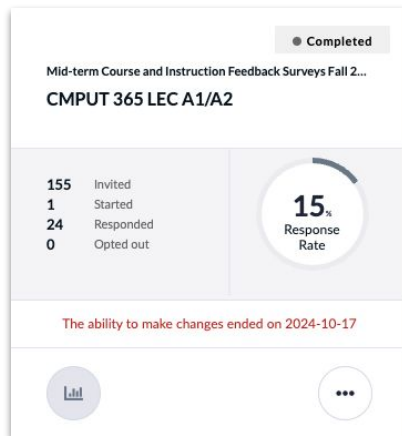 Completed
Mid-term Course and Instruction Feedback Surveys Fall 2...
CMPUT 365 LEC A1/A2
155 Invited
1 Started
24 Responded
0 Opted out
15%
Response
Rate
The ability to make changes ended on 2024-10-17